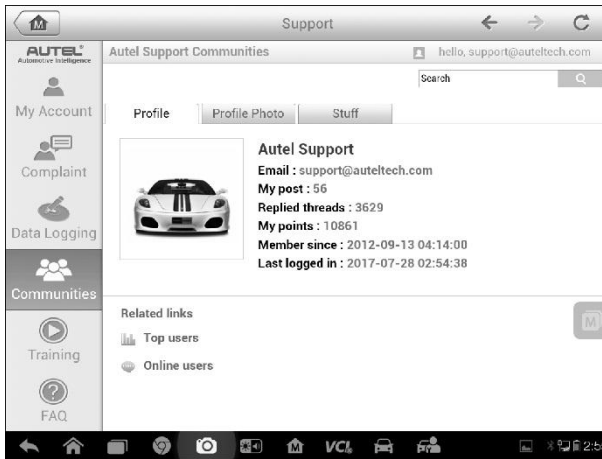 Support
AUTEL®
Automotive Intelligence
Autel Support Communities
hello, support@auteltech.com
Search
My Account
Complaint
Data Logging
Communities
Training
FAQ
Profile
Profile Photo
Stuff
Autel Support
Email : support@auteltech.com
My post : 56
Replied threads : 3629
My points : 10861
Member since : 2012-09-13 04:14:00
Last logged in : 2017-07-28 02:54:38
Related links
Top users
Online users
M
M
M
VCI